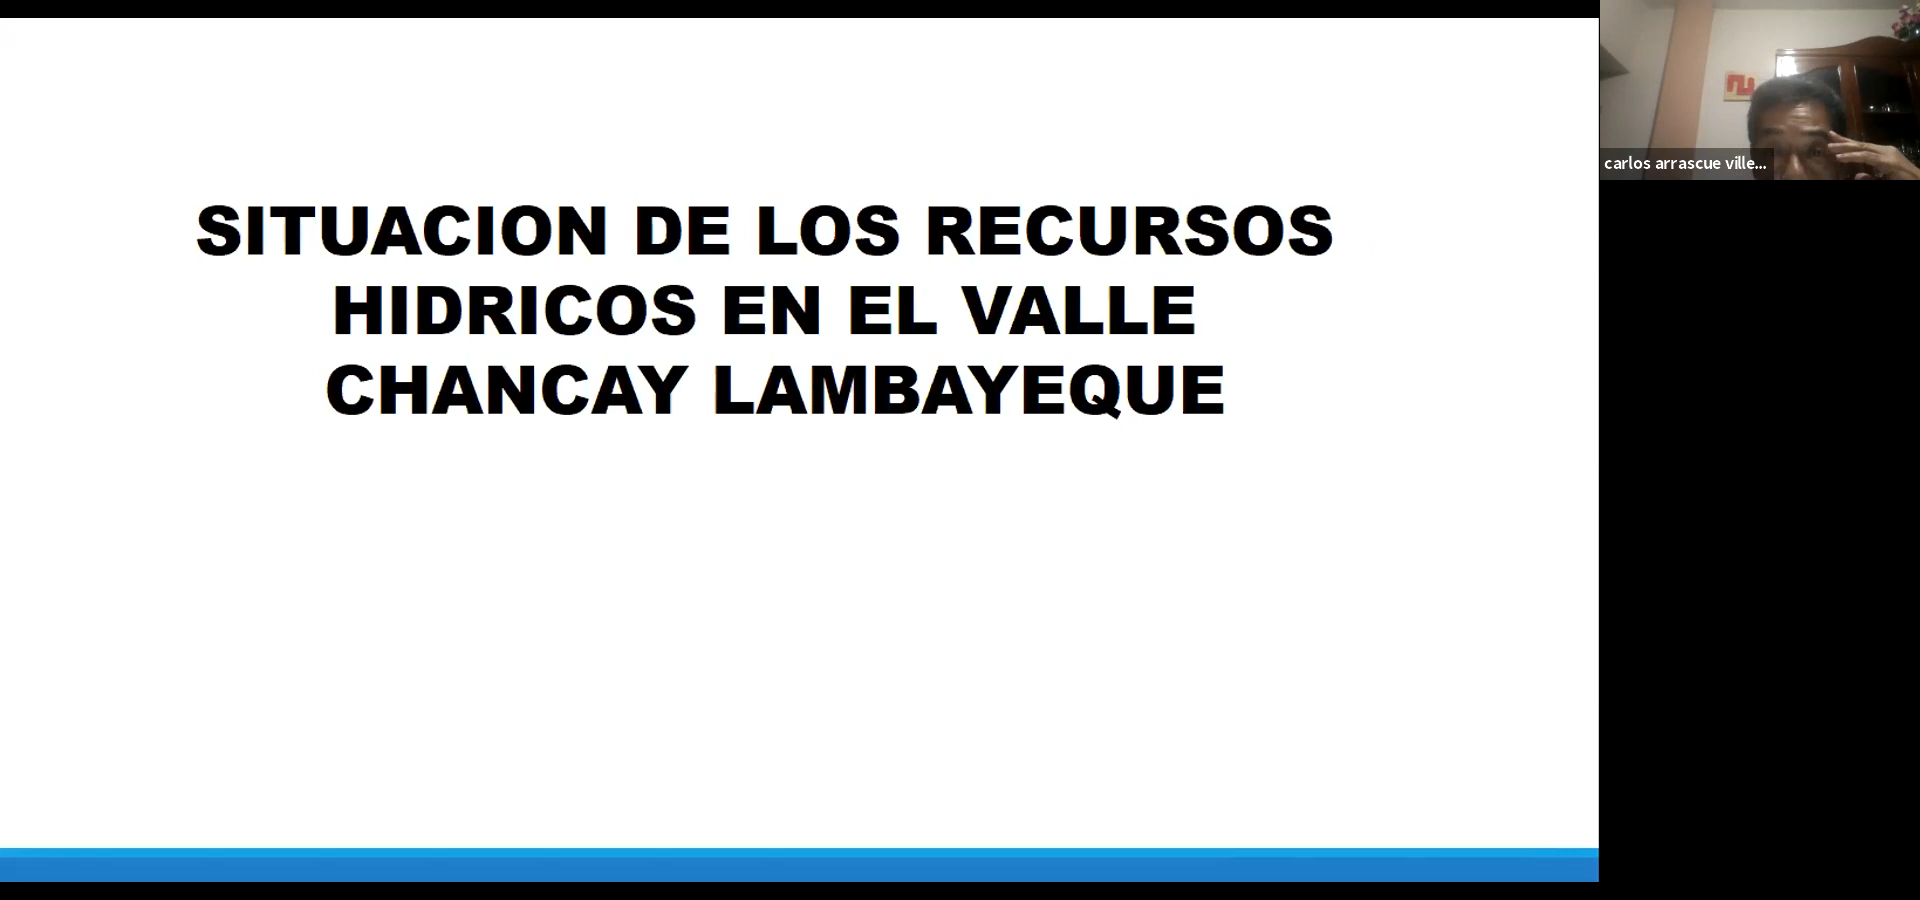 SITUACION DE LOS RECURSOS
HIDRICOS EN EL VALLE
CHANCAY LAMBAYEQUE
carlos arrascue ville...